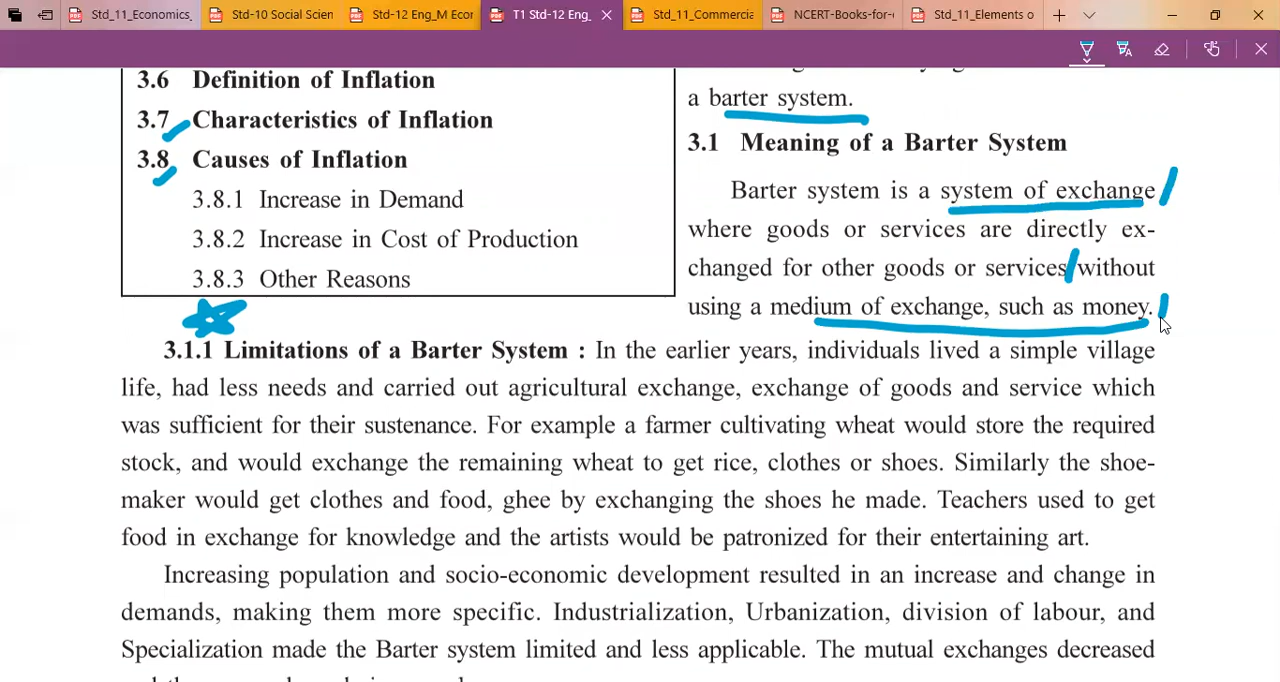 Std_11_Economics_
Std-10 Social Scien
Std-12 Eng_M Econ
T1 Std-12 Eng_
Std_11_Commercia
NCERT-Books-for-
Std_11_Elements o
3.6 Definition of Inflation
3.7 Characteristics of Inflation
3.8 Causes of Inflation
3.8.1 Increase in Demand
3.8.2 Increase in Cost of Production
3.8.3 Other Reasons
a barter system.
3.1 Meaning of a Barter System
Barter system is a system of exchange
where goods or services are directly ex-
changed for other goods or services without
using a medium of exchange, such as money.
3.1.1 Limitations of a Barter System : In the earlier years, individuals lived a simple village
life, had less needs and carried out agricultural exchange, exchange of goods and service which
was sufficient for their sustenance. For example a farmer cultivating wheat would store the required
stock, and would exchange the remaining wheat to get rice, clothes or shoes. Similarly the shoe-
maker would get clothes and food, ghee by exchanging the shoes he made. Teachers used to get
food in exchange for knowledge and the artists would be patronized for their entertaining art.
Increasing population and socio-economic development resulted in an increase and change in
demands, making them more specific. Industrialization, Urbanization, division of labour, and
Specialization made the Barter system limited and less applicable. The mutual exchanges decreased